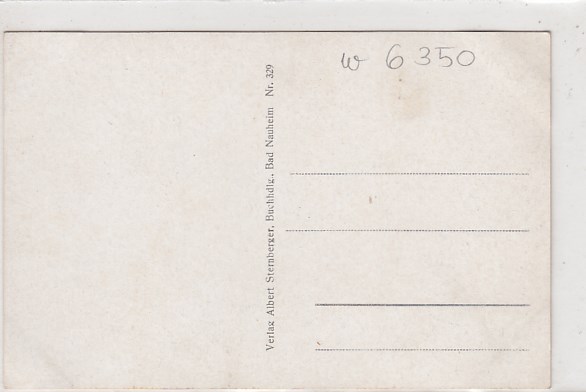 w 6350
Verlag Albert Sternberger, Buchhdlg., Bad Nauheim Nr. 329